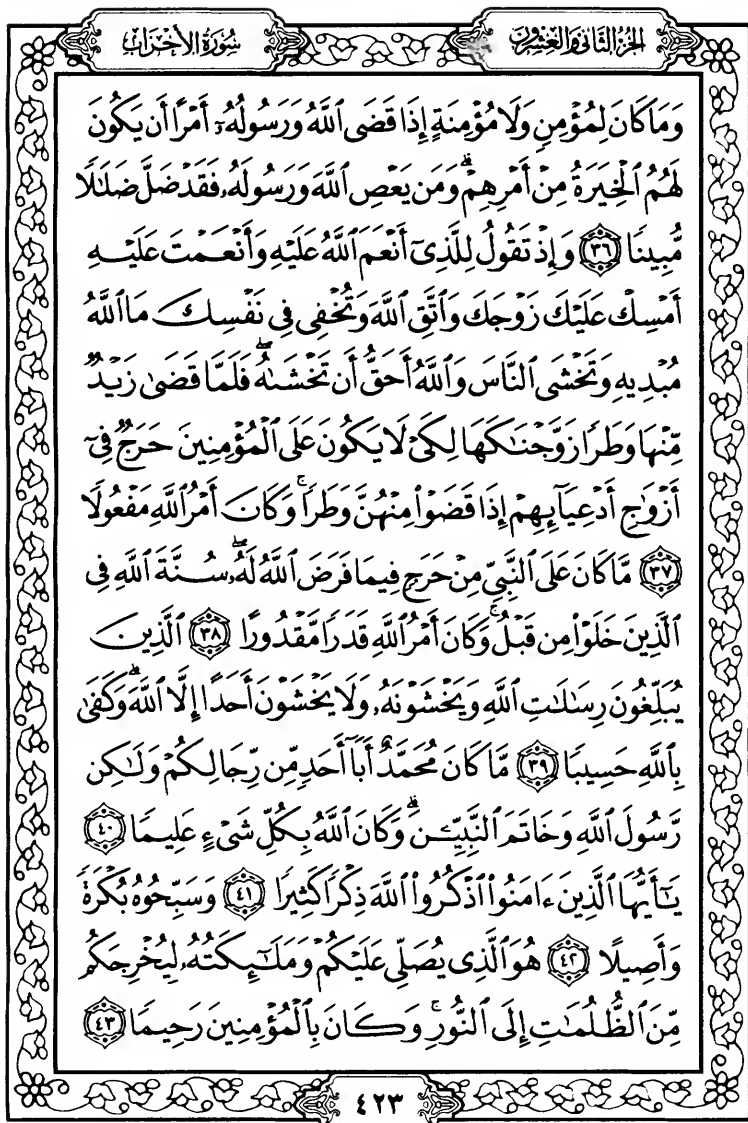 الجزء الثاني والعشرون
سورة الأحزاب
وَمَا كَانَ لِمُؤْمِنٍ وَلَا مُؤْمِنَةٍ إِذَا قَضَى ٱللَّهُ وَرَسُولُهُۥٓ أَمْرًا أَن يَكُونَ
لَهُمُ ٱلْخِيَرَةُ مِنْ أَمْرِهِمْ ۗ وَمَن يَعْصِ ٱللَّهَ وَرَسُولَهُۥ فَقَدْ ضَلَّ ضَلَٰلًا
مُّبِينًا ٣٦ وَإِذْ تَقُولُ لِلَّذِىٓ أَنْعَمَ ٱللَّهُ عَلَيْهِ وَأَنْعَمْتَ عَلَيْهِ
أَمْسِكْ عَلَيْكَ زَوْجَكَ وَٱتَّقِ ٱللَّهَ وَتُخْفِى فِى نَفْسِكَ مَا ٱللَّهُ
مُبْدِيهِ وَتَخْشَى ٱلنَّاسَ وَٱللَّهُ أَحَقُّ أَن تَخْشَىٰهُ ۖ فَلَمَّا قَضَىٰ زَيْدٌ
مِّنْهَا وَطَرًا زَوَّجْنَٰكَهَا لِكَىْ لَا يَكُونَ عَلَى ٱلْمُؤْمِنِينَ حَرَجٌ فِىٓ
أَزْوَٰجِ أَدْعِيَآئِهِمْ إِذَا قَضَوْا۟ مِنْهُنَّ وَطَرًا ۚ وَكَانَ أَمْرُ ٱللَّهِ مَفْعُولًا
٣٧ مَّا كَانَ عَلَى ٱلنَّبِىِّ مِنْ حَرَجٍ فِيمَا فَرَضَ ٱللَّهُ لَهُۥ ۖ سُنَّةَ ٱللَّهِ فِى
ٱلَّذِينَ خَلَوْا۟ مِن قَبْلُ ۚ وَكَانَ أَمْرُ ٱللَّهِ قَدَرًا مَّقْدُورًا ٣٨ ٱلَّذِينَ
يُبَلِّغُونَ رِسَٰلَٰتِ ٱللَّهِ وَيَخْشَوْنَهُۥ وَلَا يَخْشَوْنَ أَحَدًا إِلَّا ٱللَّهَ ۗ وَكَفَىٰ
بِٱللَّهِ حَسِيبًا ٣٩ مَّا كَانَ مُحَمَّدٌ أَبَآ أَحَدٍ مِّن رِّجَالِكُمْ وَلَٰكِن
رَّسُولَ ٱللَّهِ وَخَاتَمَ ٱلنَّبِيِّـۧنَ ۗ وَكَانَ ٱللَّهُ بِكُلِّ شَىْءٍ عَلِيمًا ٤٠
يَٰٓأَيُّهَا ٱلَّذِينَ ءَامَنُوا۟ ٱذْكُرُوا۟ ٱللَّهَ ذِكْرًا كَثِيرًا ٤١ وَسَبِّحُوهُ بُكْرَةً
وَأَصِيلًا ٤٢ هُوَ ٱلَّذِى يُصَلِّى عَلَيْكُمْ وَمَلَٰٓئِكَتُهُۥ لِيُخْرِجَكُم
مِّنَ ٱلظُّلُمَٰتِ إِلَى ٱلنُّورِ ۚ وَكَانَ بِٱلْمُؤْمِنِينَ رَحِيمًا ٤٣
٤٢٣